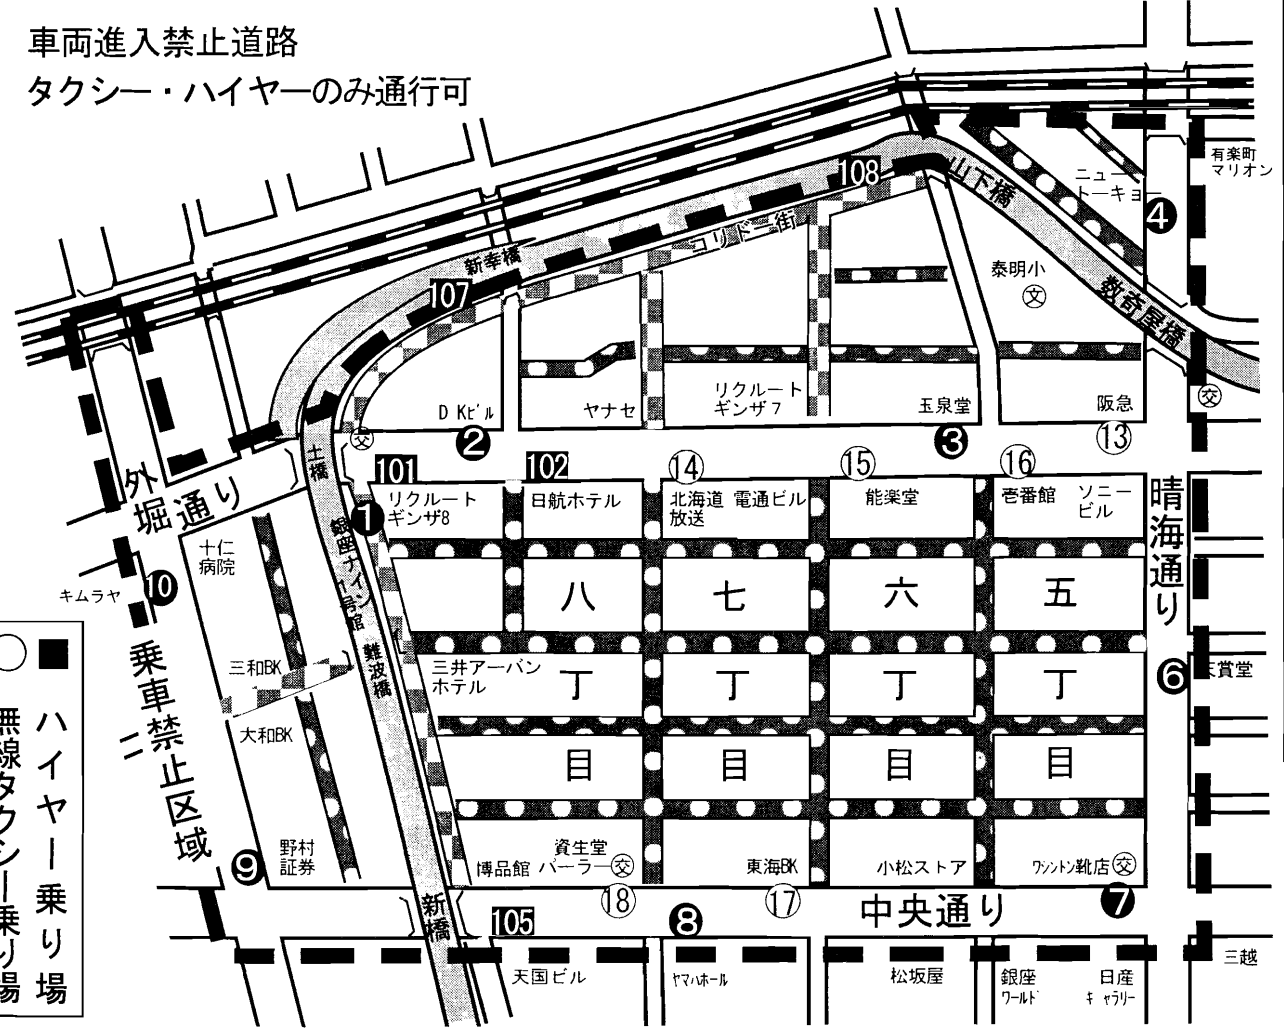 車両進入禁止道路
タクシー・ハイヤーのみ通行可
有楽町
マリオン
ニュー
トーキョー
4
108
山下橋
コリドー街
新幸橋
107
泰明小
文
数寄屋橋
交
D Kビル
ヤナセ
リクルート
ギンザ7
玉泉堂
阪急
交
2
3
13
土橋
101
102
14
15
16
外堀通り
リクルート
ギンザ8
日航ホテル
北海道
放送
電通ビル
能楽堂
壱番館
ソニー
ビル
晴海通り
1
銀座ナイン1号館
十仁
病院
キムラヤ
10
八丁目
七丁目
六丁目
五丁目
三和BK
難波橋
三井アーバン
ホテル
6
天賞堂
乗車禁止区域
大和BK
ハイヤー乗り場
無線タクシー乗り場
野村
証券
9
博品館
資生堂
パーラー
交
東海BK
小松ストア
ワシントン靴店
交
新橋
18
17
中央通り
7
105
8
天国ビル
ヤマハホール
松坂屋
銀座
ワールド
日産
ギャラリー
三越